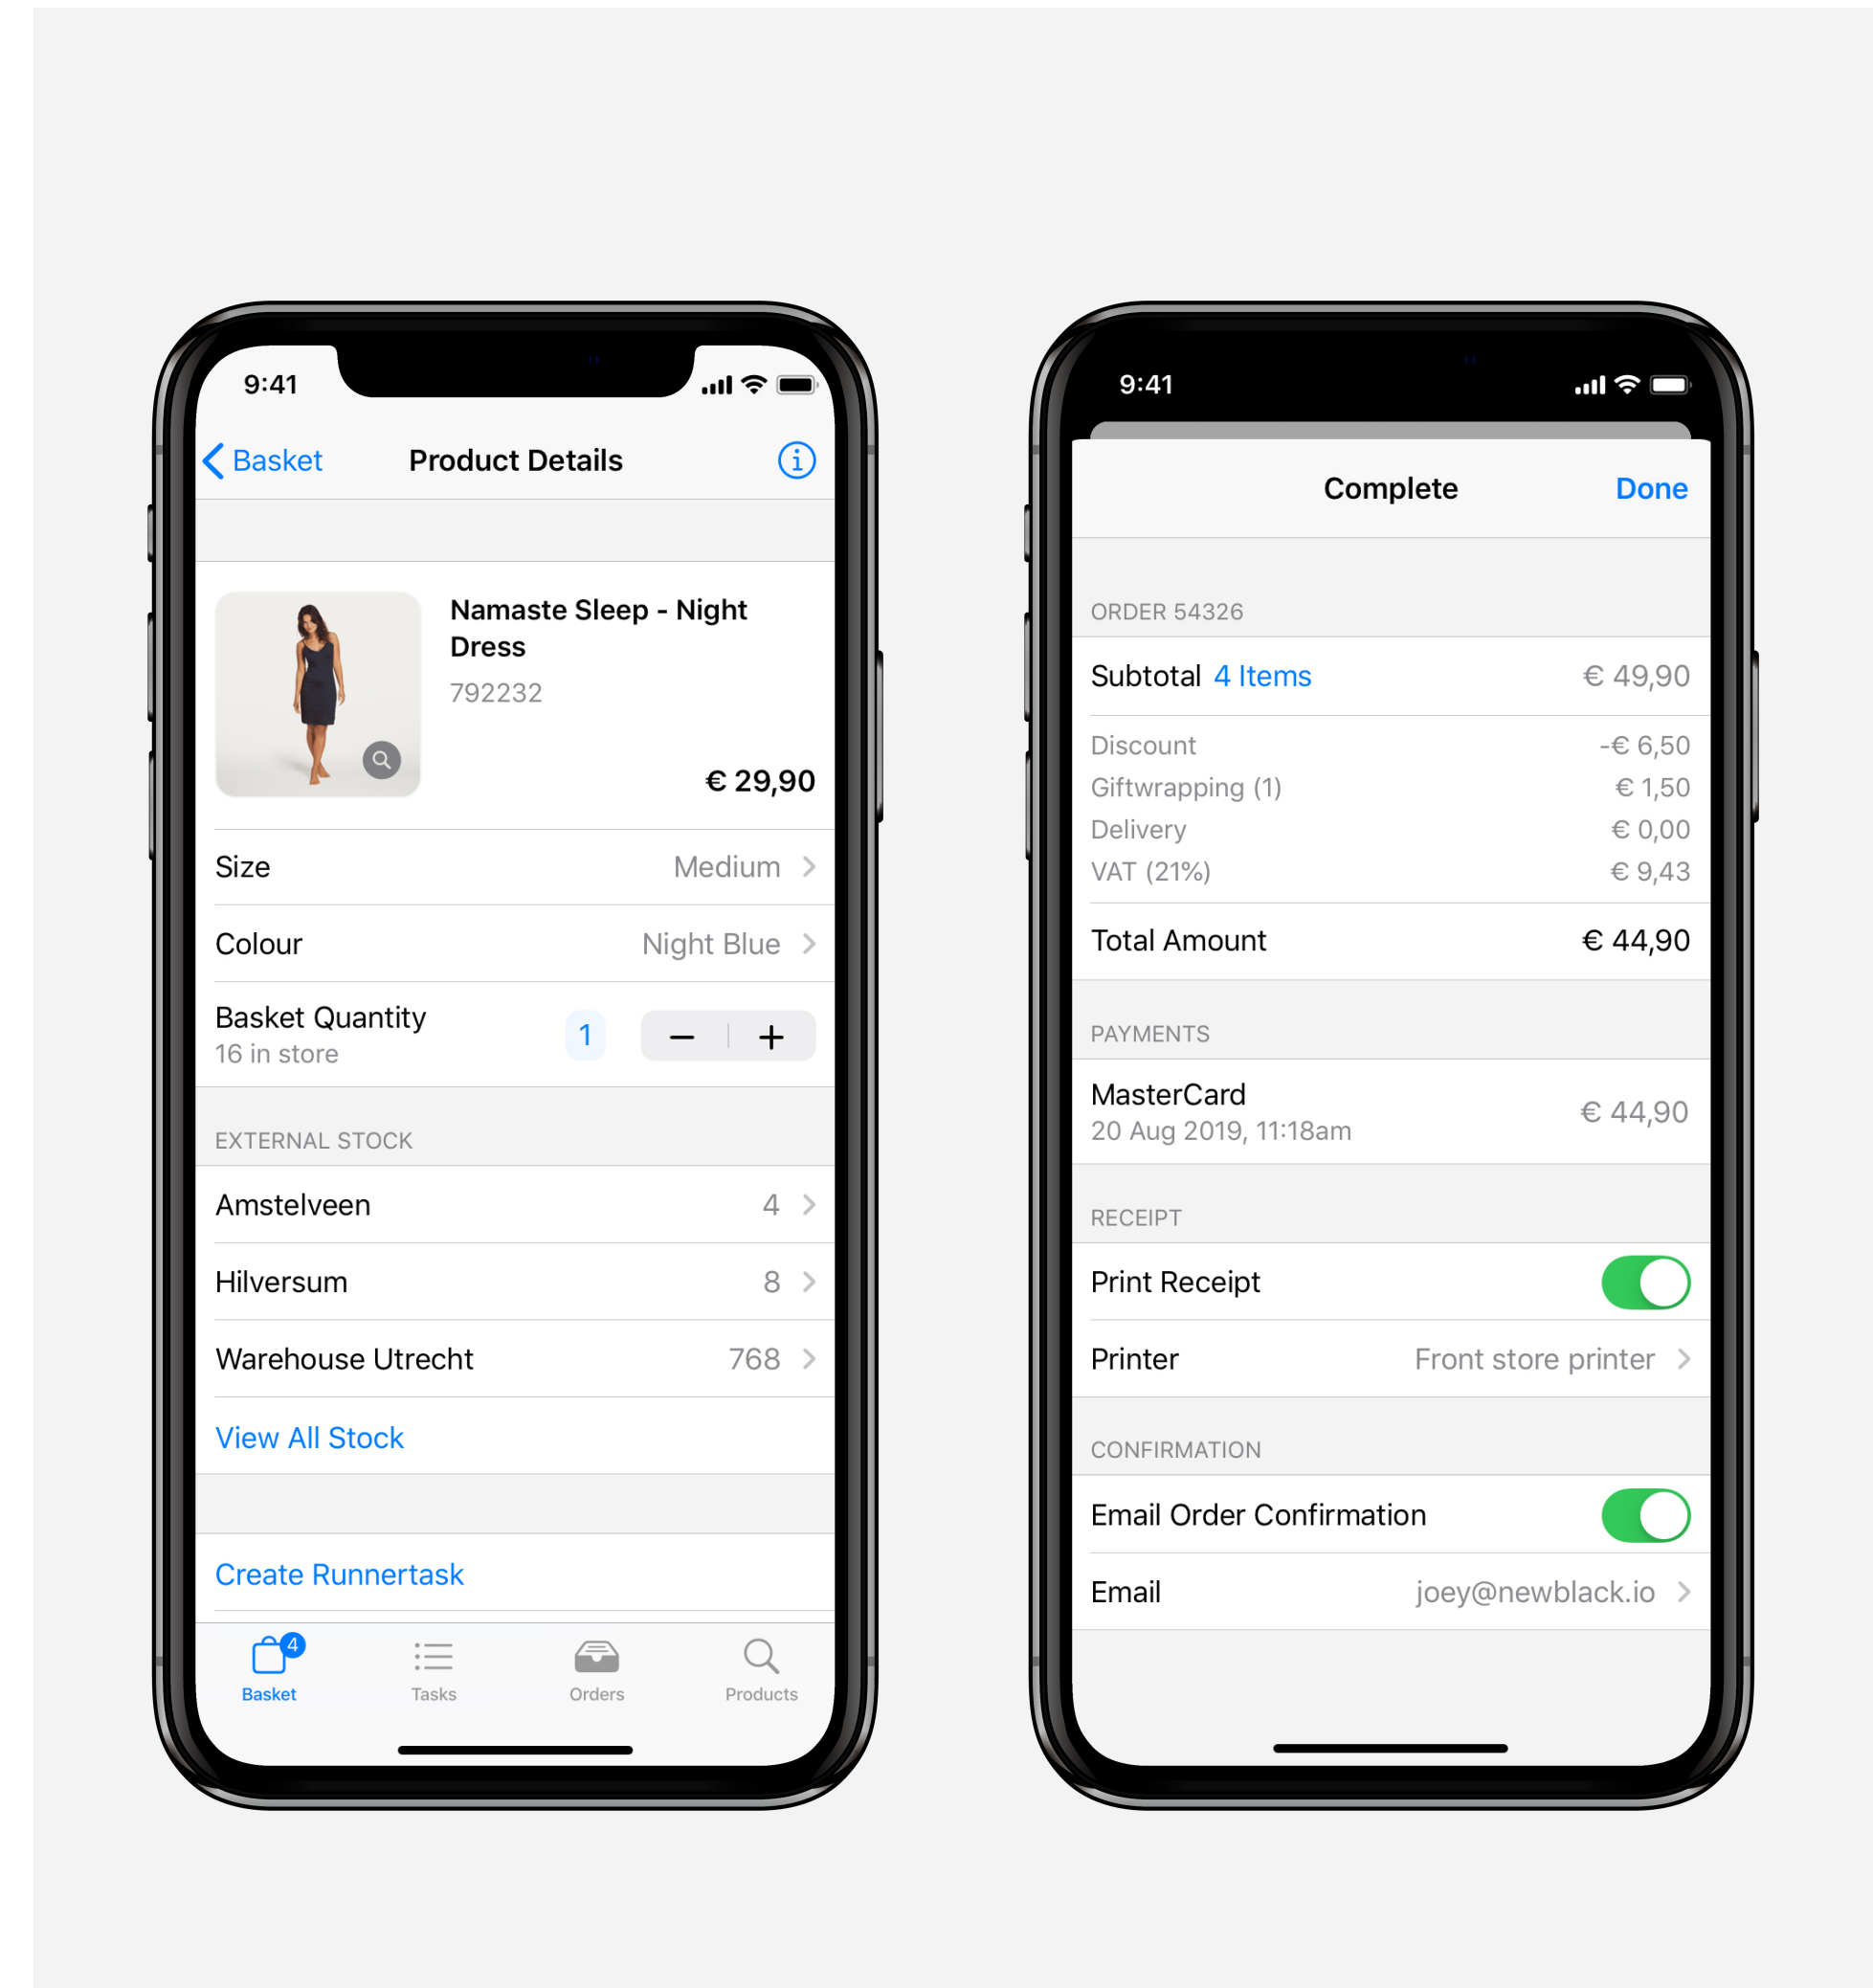 9:41
Basket
Product Details
Namaste Sleep - Night
Dress
792232
€ 29,90
Size
Medium
Colour
Night Blue
Basket Quantity
16 in store
1
EXTERNAL STOCK
Amstelveen
4
Hilversum
8
Warehouse Utrecht
768
View All Stock
Create Runnertask
4
Basket
Tasks
Orders
Products
9:41
Complete
Done
ORDER 54326
Subtotal 4 Items
€ 49,90
Discount
-€ 6,50
Giftwrapping (1)
€ 1,50
Delivery
€ 0,00
VAT (21%)
€ 9,43
Total Amount
€ 44,90
PAYMENTS
MasterCard
20 Aug 2019, 11:18am
€ 44,90
RECEIPT
Print Receipt
Printer
Front store printer
CONFIRMATION
Email Order Confirmation
Email
joey@newblack.io